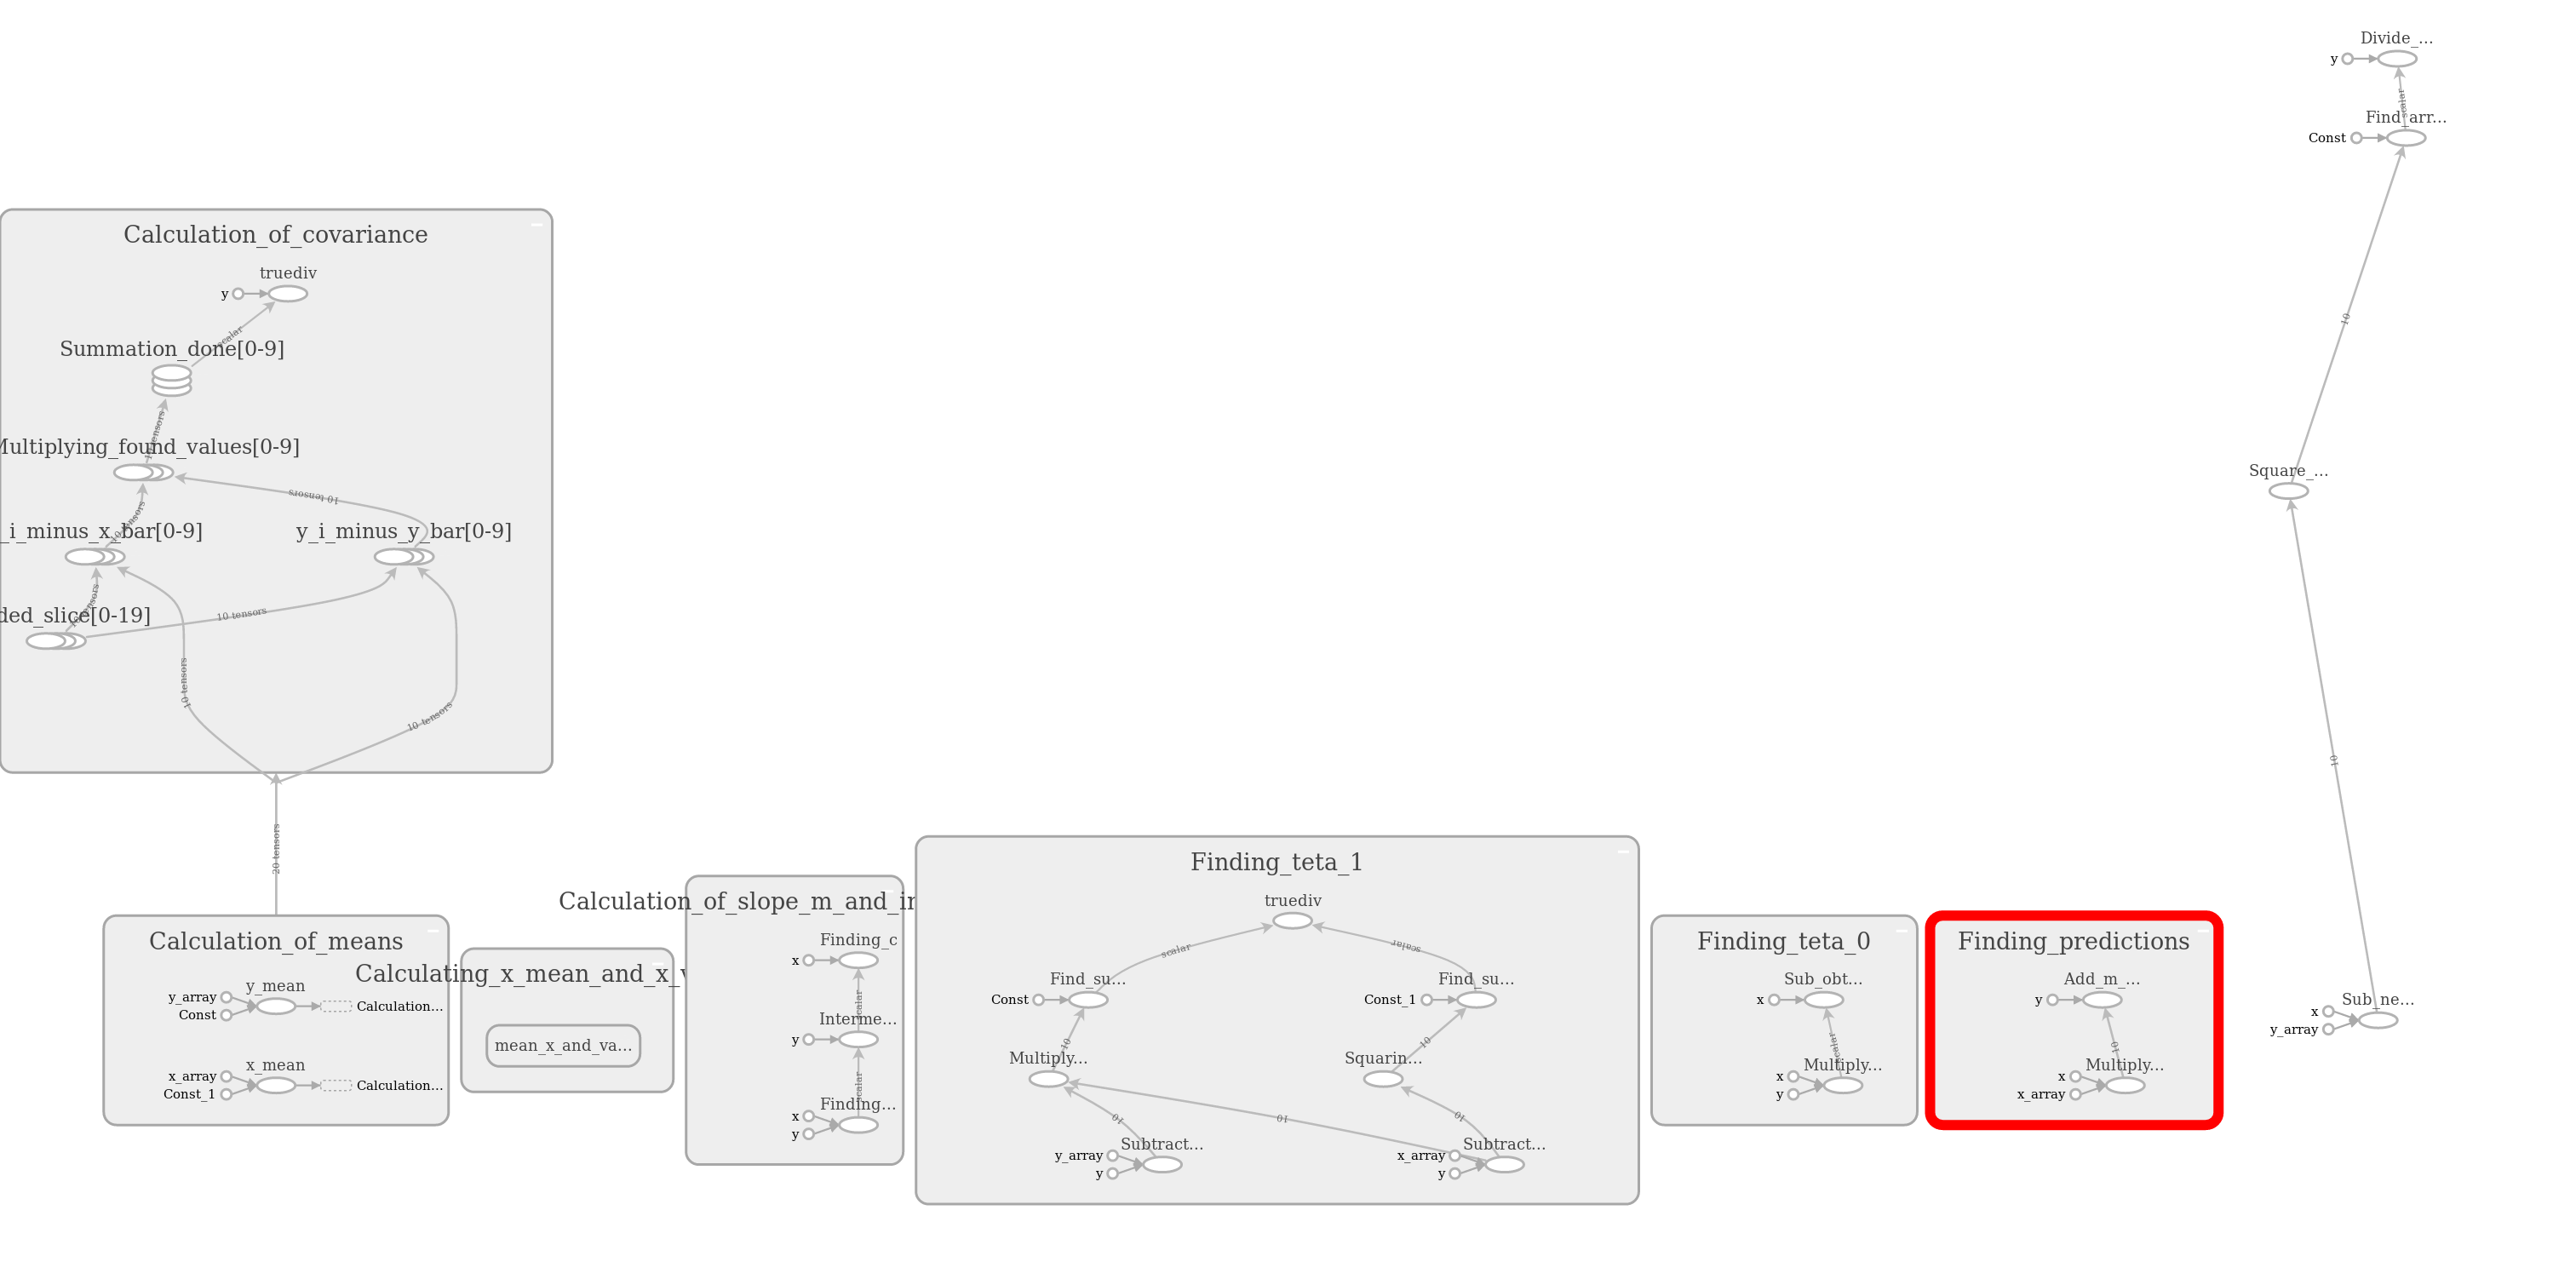 Divide_...
y
scalar
Find_arr...
Const
10
Square_...
10
Sub_ne...
x
y_array
Calculation_of_covariance
truediv
y
scalar
Summation_done[0-9]
10 tensors
Multiplying_found_values[0-9]
10 tensors
10 tensors
_i_minus_x_bar[0-9]
y_i_minus_y_bar[0-9]
10 tensors
10 tensors
ded_slice[0-19]
10 tensors
10 tensors
20 tensors
Calculation_of_means
y_mean
y_array
Const
Calculation...
x_mean
x_array
Const_1
Calculation...
Calculating_x_mean_and_x_v
mean_x_and_va...
Calculation_of_slope_m_and_in
Finding_c
x
scalar
Interme...
y
scalar
Finding...
x
y
Finding_teta_1
truediv
scalar
scalar
Find_su...
Const
Find_su...
Const_1
10
10
Multiply...
Squarin...
10
10
10
Subtract...
y_array
y
Subtract...
x_array
y
Finding_teta_0
Sub_obt...
x
scalar
Multiply...
x
y
Finding_predictions
Add_m_...
y
10
Multiply...
x
x_array